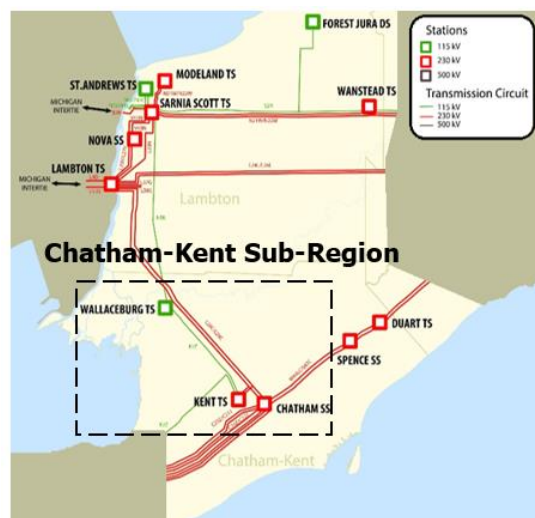 FOREST JURA DS
Stations
115 kV
230 kV
500 kV
Transmission Circuit
115 kV
230 kV
500 kV
MODELAND TS
ST.ANDREWS TS
WANSTEAD TS
SARNIA SCOTT TS
MICHIGAN
INTERTIE
NOVA SS
LAMBTON TS
MICHIGAN
INTERTIE
Lambton
Chatham-Kent Sub-Region
WALLACEBURG TS
DUART TS
SPENCE SS
KENT TS
CHATHAM SS
Chatham-Kent